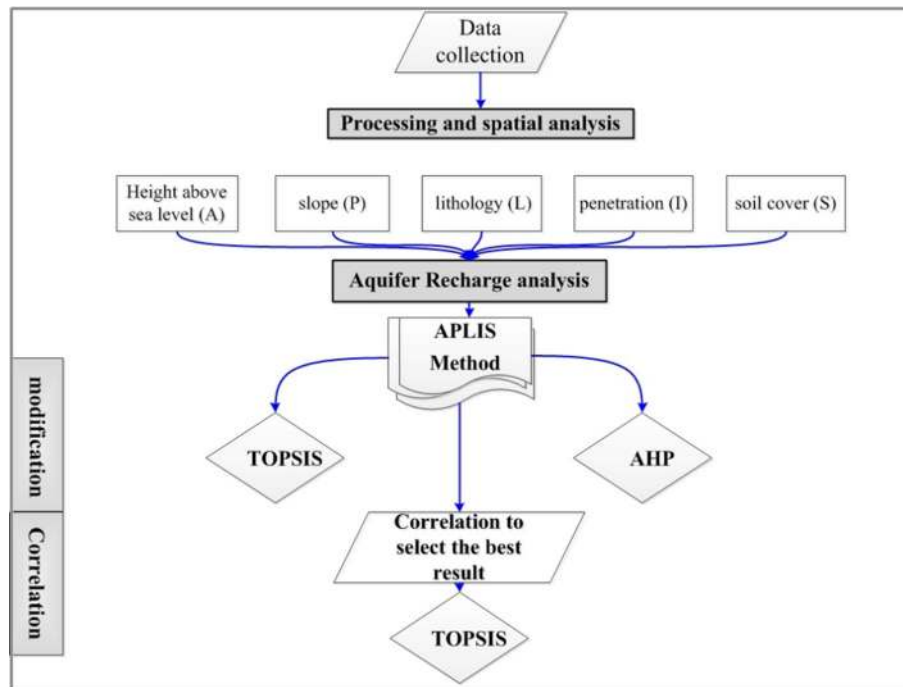 Data
collection
Processing and spatial analysis
Height above
sea level (A)
slope (P)
lithology (L)
penetration (I)
soil cover (S)
Aquifer Recharge analysis
APLIS
Method
modification
TOPSIS
AHP
Correlation
Correlation to
select the best
result
TOPSIS